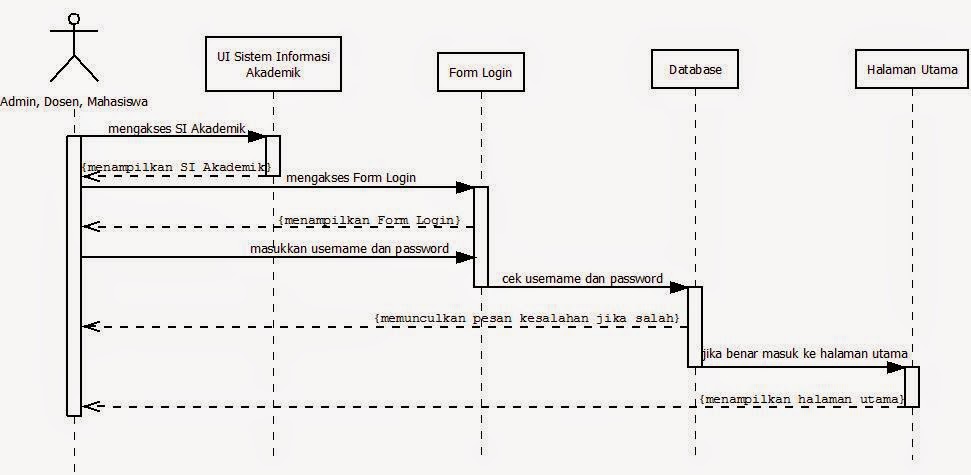 UI Sistem Informasi
Akademik
Form Login
Database
Halaman Utama
Admin, Dosen, Mahasiswa
mengakses SI Akademik
{menampilkan SI Akademik}
mengakses Form Login
{menampilkan Form Login}
masukkan username dan password
cek username dan password
{memunculkan pesan kesalahan jika salah}
jika benar masuk ke halaman utama
{menampilkan halaman utama}